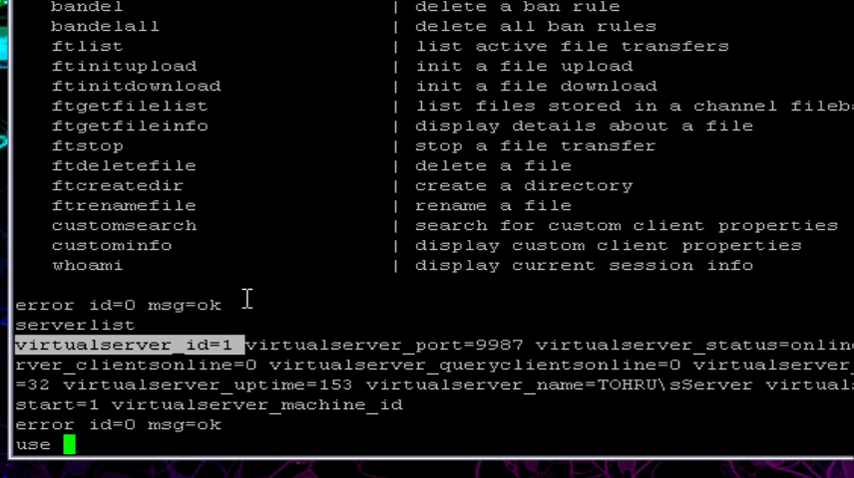 bandel | delete a ban rule
bandelall | delete all ban rules
ftlist | list active file transfers
ftinitupload | init a file upload
ftinitdownload | init a file download
ftgetfilelist | list files stored in a channel fileb
ftgetfileinfo | display details about a file
ftstop | stop a file transfer
ftdeletefile | delete a file
ftcreatedir | create a directory
ftrenamefile | rename a file
customsearch | search for custom client properties
custominfo | display custom client properties
whoami | display current session info
error id=0 msg=ok
serverlist
virtualserver_id=1 virtualserver_port=9987 virtualserver_status=online
rver_clientsonline=0 virtualserver_queryclientsonline=0 virtualserver_
=32 virtualserver_uptime=153 virtualserver_name=TOHRU\sServer virtuals
start=1 virtualserver_machine_id
error id=0 msg=ok
use